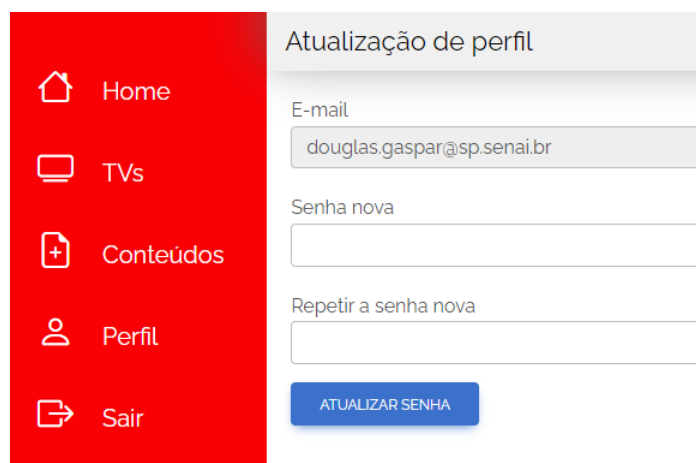 Home
TVs
Conteúdos
Perfil
Sair
Atualização de perfil
E-mail
douglas.gaspar@sp.senai.br
Senha nova
Repetir a senha nova
ATUALIZAR SENHA